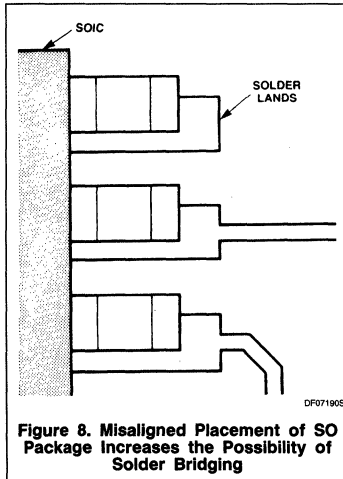 SOIC
SOLDER
LANDS
DF07190S
Figure 8. Misaligned Placement of SO
Package Increases the Possibility of
Solder Bridging